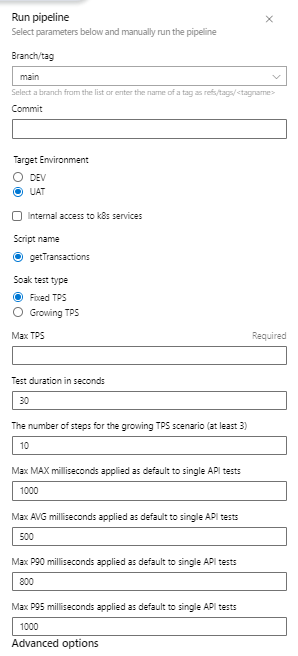 Run pipeline
Select parameters below and manually run the pipeline
Branch/tag
main
Select a branch from the list or enter the name of a tag as refs/tags/<tagname>
Commit
Target Environment
DEV
UAT
Internal access to k8s services
Script name
getTransactions
Soak test type
Fixed TPS
Growing TPS
Max TPS Required
Test duration in seconds
30
The number of steps for the growing TPS scenario (at least 3)
10
Max MAX milliseconds applied as default to single API tests
1000
Max AVG milliseconds applied as default to single API tests
500
Max P90 milliseconds applied as default to single API tests
800
Max P95 milliseconds applied as default to single API tests
1000
Advanced options